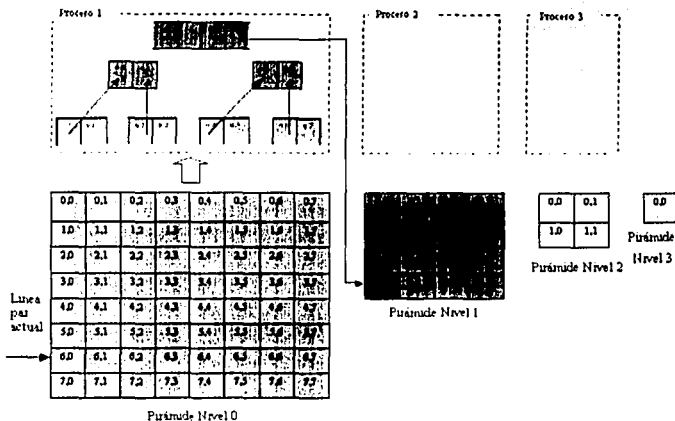 Proceso 1
Proceso 2
Proceso 3
0,0 0,1 0,2 0,3 0,4 0,5 0,6 0,7
1,0 1,1 1,2 1,3 1,4 1,5 1,6 1,7
2,0 2,1 2,2 2,3 2,4 2,5 2,6 2,7
3,0 3,1 3,2 3,3 3,4 3,5 3,6 3,7
4,0 4,1 4,2 4,3 4,4 4,5 4,6 4,7
5,0 5,1 5,2 5,3 5,4 5,5 5,6 5,7
6,0 6,1 6,2 6,3 6,4 6,5 6,6 6,7
7,0 7,1 7,2 7,3 7,4 7,5 7,6 7,7
Línea
par
actual
Pirámide Nivel 0
Pirámide Nivel 1
0,0 0,1
1,0 1,1
Pirámide Nivel 2
0,0
Pirámide
Nivel 3